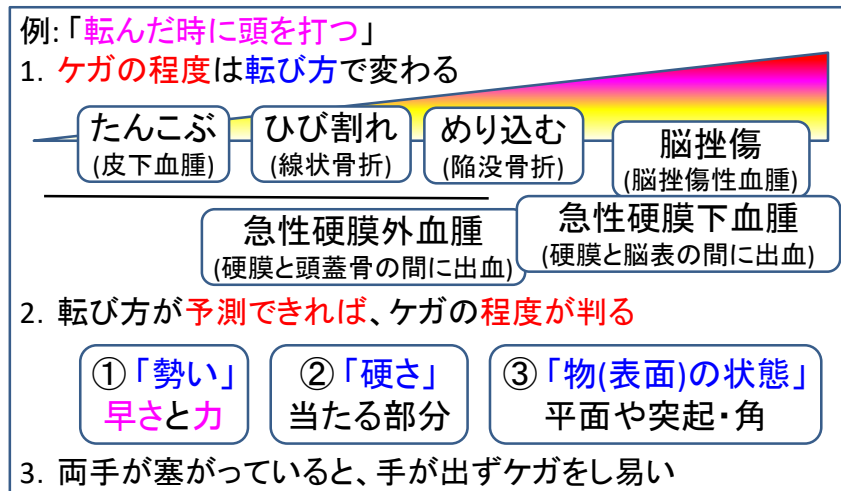 例:「転んだ時に頭を打つ」
1. ケガの程度は転び方で変わる
たんこぶ
(皮下血腫)
ひび割れ
(線状骨折)
めり込む
(陥没骨折)
脳挫傷
(脳挫傷性血腫)
急性硬膜外血腫
(硬膜と頭蓋骨の間に出血)
急性硬膜下血腫
(硬膜と脳表の間に出血)
2. 転び方が予測できれば、ケガの程度が判る
①「勢い」
早さと力
②「硬さ」
当たる部分
③「物(表面)の状態」
平面や突起・角
3. 両手が塞がっていると、手が出ずケガをし易い